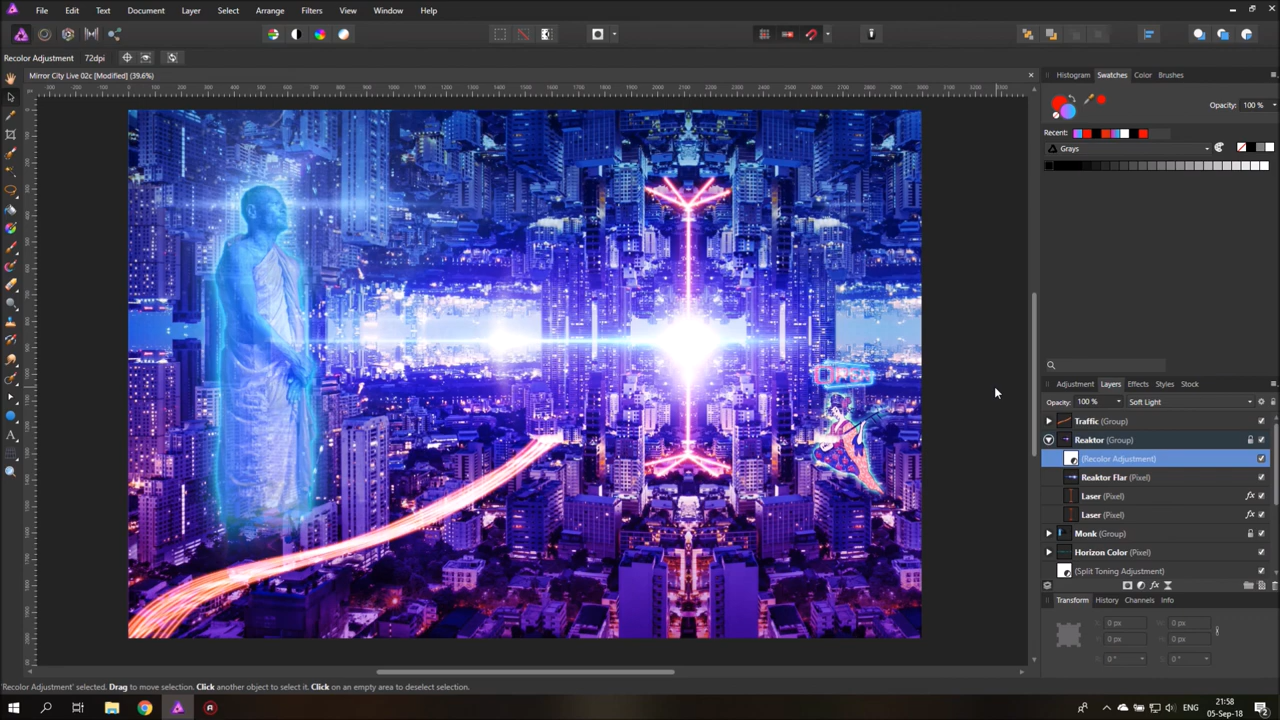 File Edit Text Document Layer Select Arrange Filters View Window Help
Recolor Adjustment 72dpi
Mirror City Live 02c [Modified] (39.6%)
Histogram Swatches Color Brushes
Opacity: 100 %
Recent:
Grays
Adjustment Layers Effects Styles Stock
Opacity: 100 % Soft Light
Traffic (Group)
Reaktor (Group)
(Recolor Adjustment)
Reaktor Flar (Pixel)
Laser (Pixel)
Laser (Pixel)
Monk (Group)
Horizon Color (Pixel)
(Split Toning Adjustment)
Transform History Channels Info
X: 0 px Y: 0 px
W: 0 px H: 0 px
R: 0 ° S: 0 °
'Recolor Adjustment' selected. Drag to move selection. Click another object to select it. Click on an empty area to deselect selection.
ENG
21:58
05-Sep-18